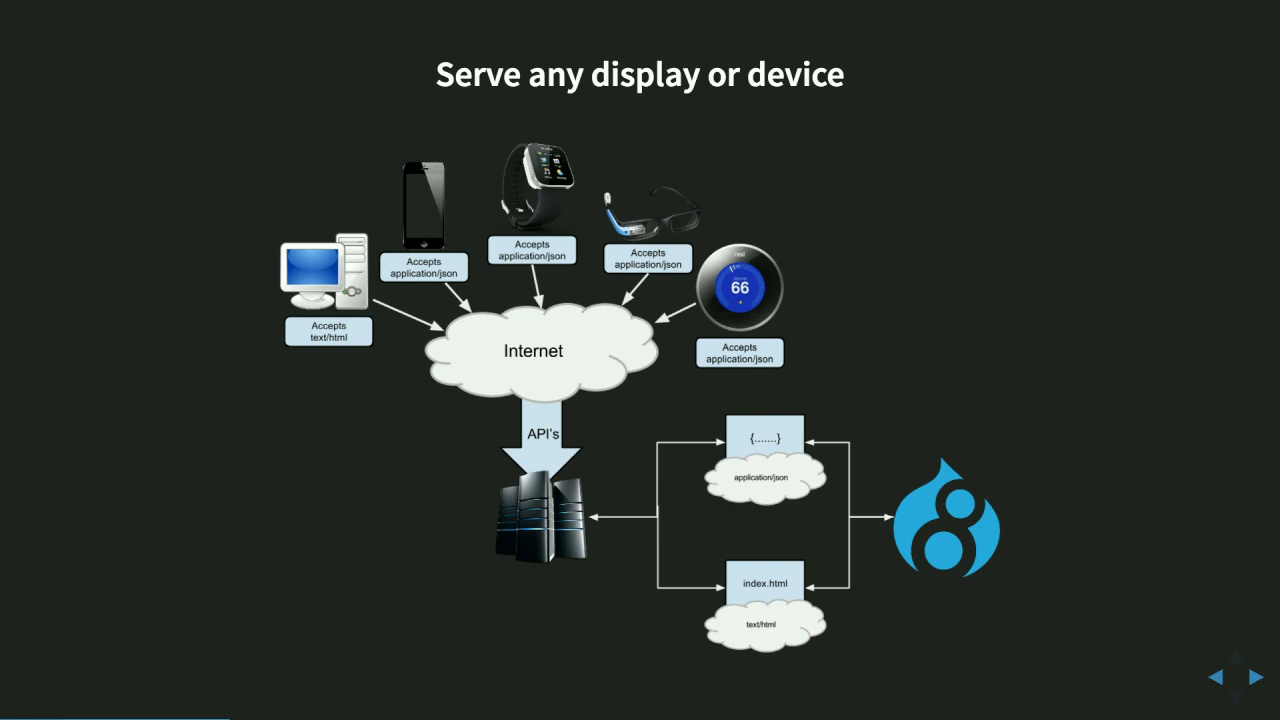 Serve any display or device
Accepts
application/json
Accepts
application/json
Accepts
application/json
nest
66
Accepts
text/html
Accepts
application/json
Internet
API's
{.......}
application/json
index.html
text/html